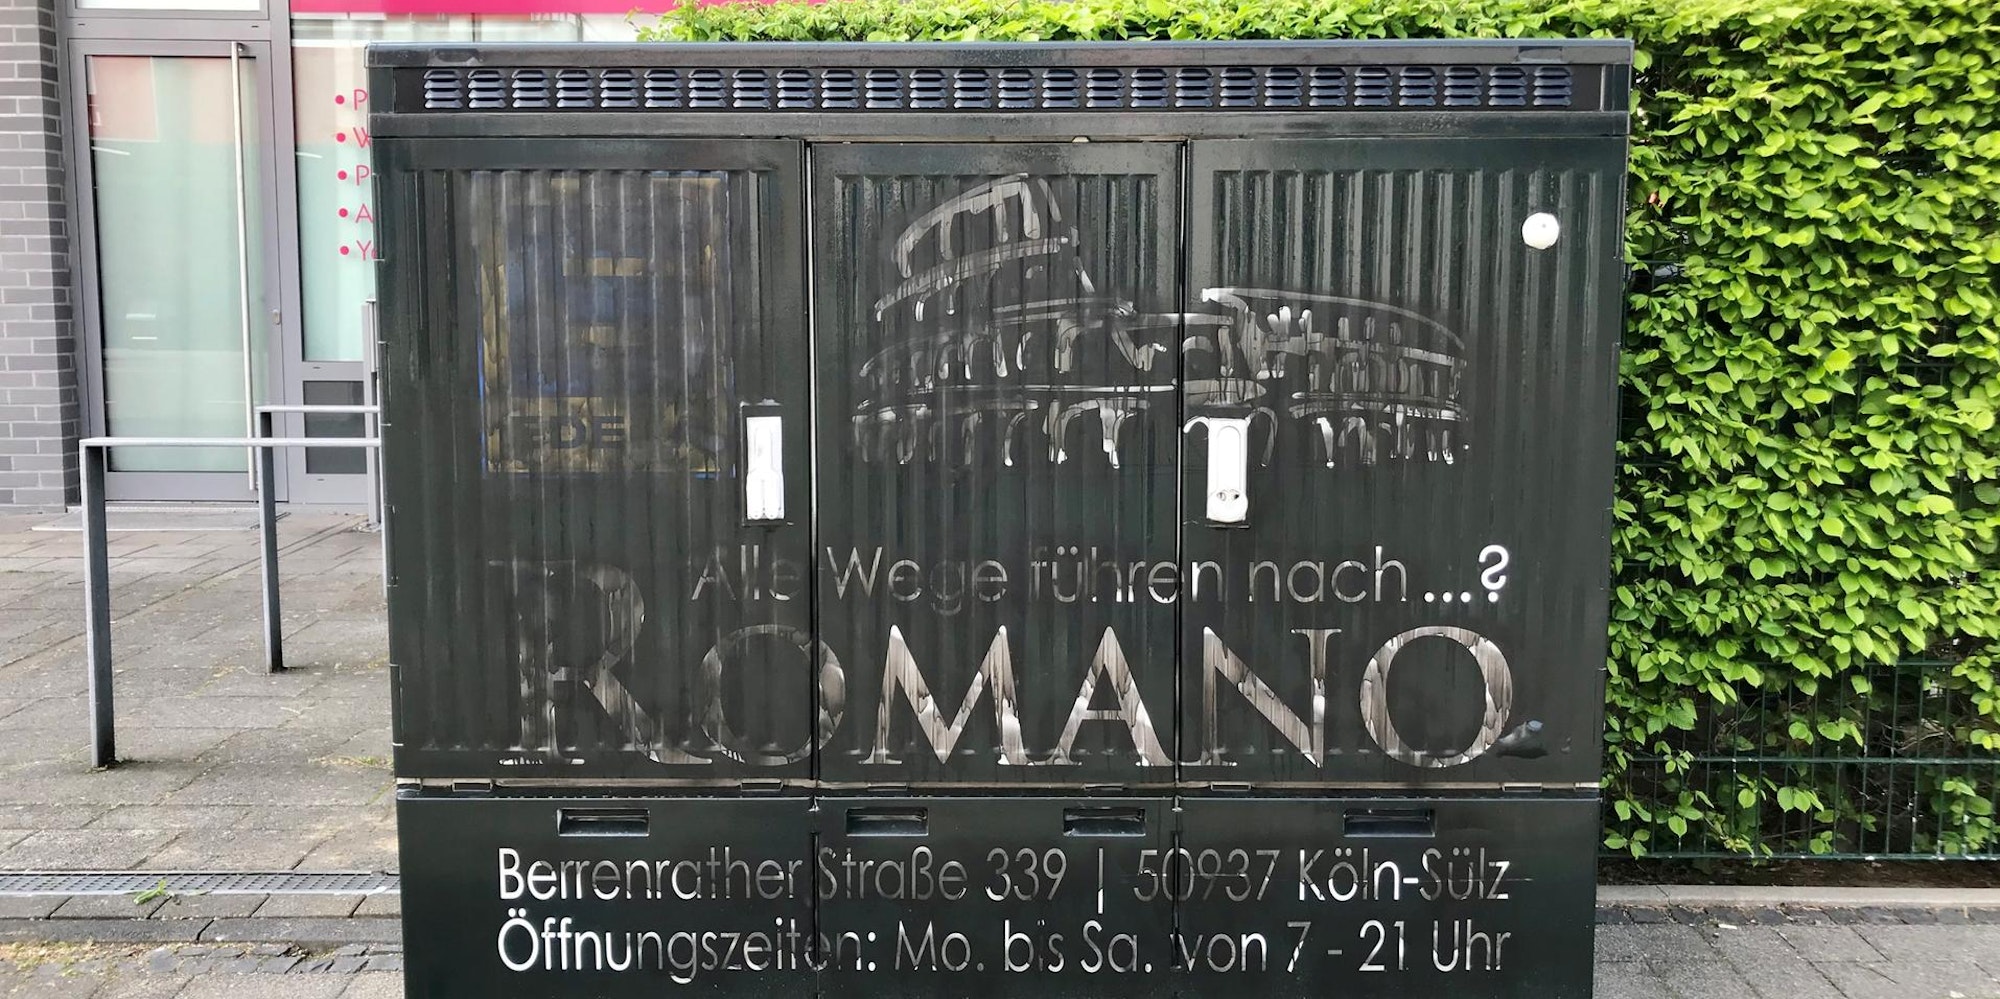 Alle Wege führen nach ...?
ROMANO
Berrenrather Straße 339 | 50937 Köln-Sülz
Öffnungszeiten: Mo. bis Sa. von 7 - 21 Uhr